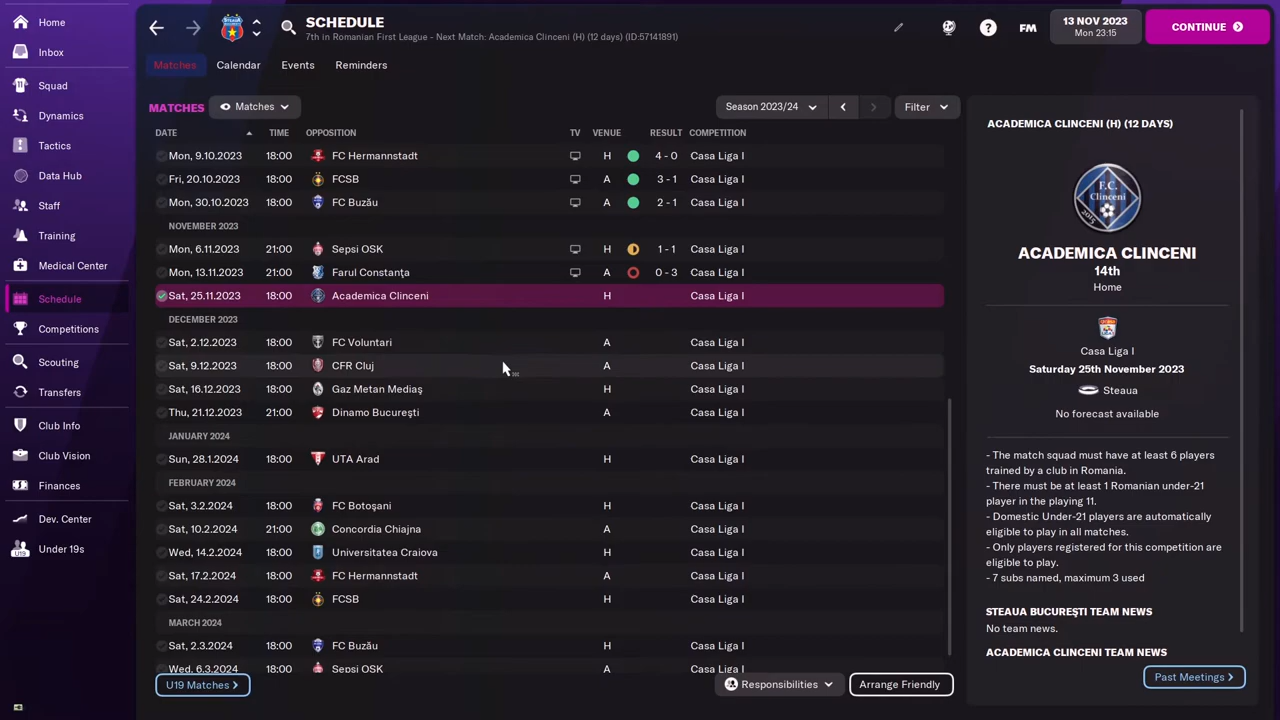 Home
Inbox
Squad
Dynamics
Tactics
Data Hub
Staff
Training
Medical Center
Schedule
Competitions
Scouting
Transfers
Club Info
Club Vision
Finances
Dev. Center
Under 19s
SCHEDULE
7th in Romanian First League - Next Match: Academica Clinceni (H) (12 days) (ID:57141891)
FM
13 NOV 2023
Mon 23:15
CONTINUE
Matches Calendar Events Reminders
MATCHES Matches Season 2023/24 Filter
DATE TIME OPPOSITION TV VENUE RESULT COMPETITION
Mon, 9.10.2023 18:00 FC Hermannstadt H 4 - 0 Casa Liga I
Fri, 20.10.2023 18:00 FCSB A 3 - 1 Casa Liga I
Mon, 30.10.2023 18:00 FC Buzău A 2 - 1 Casa Liga I
NOVEMBER 2023
Mon, 6.11.2023 21:00 Sepsi OSK H 1 - 1 Casa Liga I
Mon, 13.11.2023 21:00 Farul Constanţa A 0 - 3 Casa Liga I
Sat, 25.11.2023 18:00 Academica Clinceni H Casa Liga I
DECEMBER 2023
Sat, 2.12.2023 18:00 FC Voluntari A Casa Liga I
Sat, 9.12.2023 18:00 CFR Cluj A Casa Liga I
Sat, 16.12.2023 18:00 Gaz Metan Mediaş H Casa Liga I
Thu, 21.12.2023 21:00 Dinamo Bucureşti A Casa Liga I
JANUARY 2024
Sun, 28.1.2024 18:00 UTA Arad H Casa Liga I
FEBRUARY 2024
Sat, 3.2.2024 18:00 FC Botoşani H Casa Liga I
Sat, 10.2.2024 21:00 Concordia Chiajna A Casa Liga I
Wed, 14.2.2024 18:00 Universitatea Craiova H Casa Liga I
Sat, 17.2.2024 18:00 FC Hermannstadt A Casa Liga I
Sat, 24.2.2024 18:00 FCSB H Casa Liga I
MARCH 2024
Sat, 2.3.2024 18:00 FC Buzău H Casa Liga I
Wed, 6.3.2024 18:00 Sepsi OSK A Casa Liga I
U19 Matches
Responsibilities
Arrange Friendly
ACADEMICA CLINCENI (H) (12 DAYS)
F.C.
Clinceni
2015
ACADEMICA CLINCENI
14th
Home
Casa Liga I
Saturday 25th November 2023
Steaua
No forecast available
- The match squad must have at least 6 players
trained by a club in Romania.
- There must be at least 1 Romanian under-21
player in the playing 11.
- Domestic Under-21 players are automatically
eligible to play in all matches.
- Only players registered for this competition are
eligible to play.
- 7 subs named, maximum 3 used
STEAUA BUCUREŞTI TEAM NEWS
No team news.
ACADEMICA CLINCENI TEAM NEWS
Past Meetings